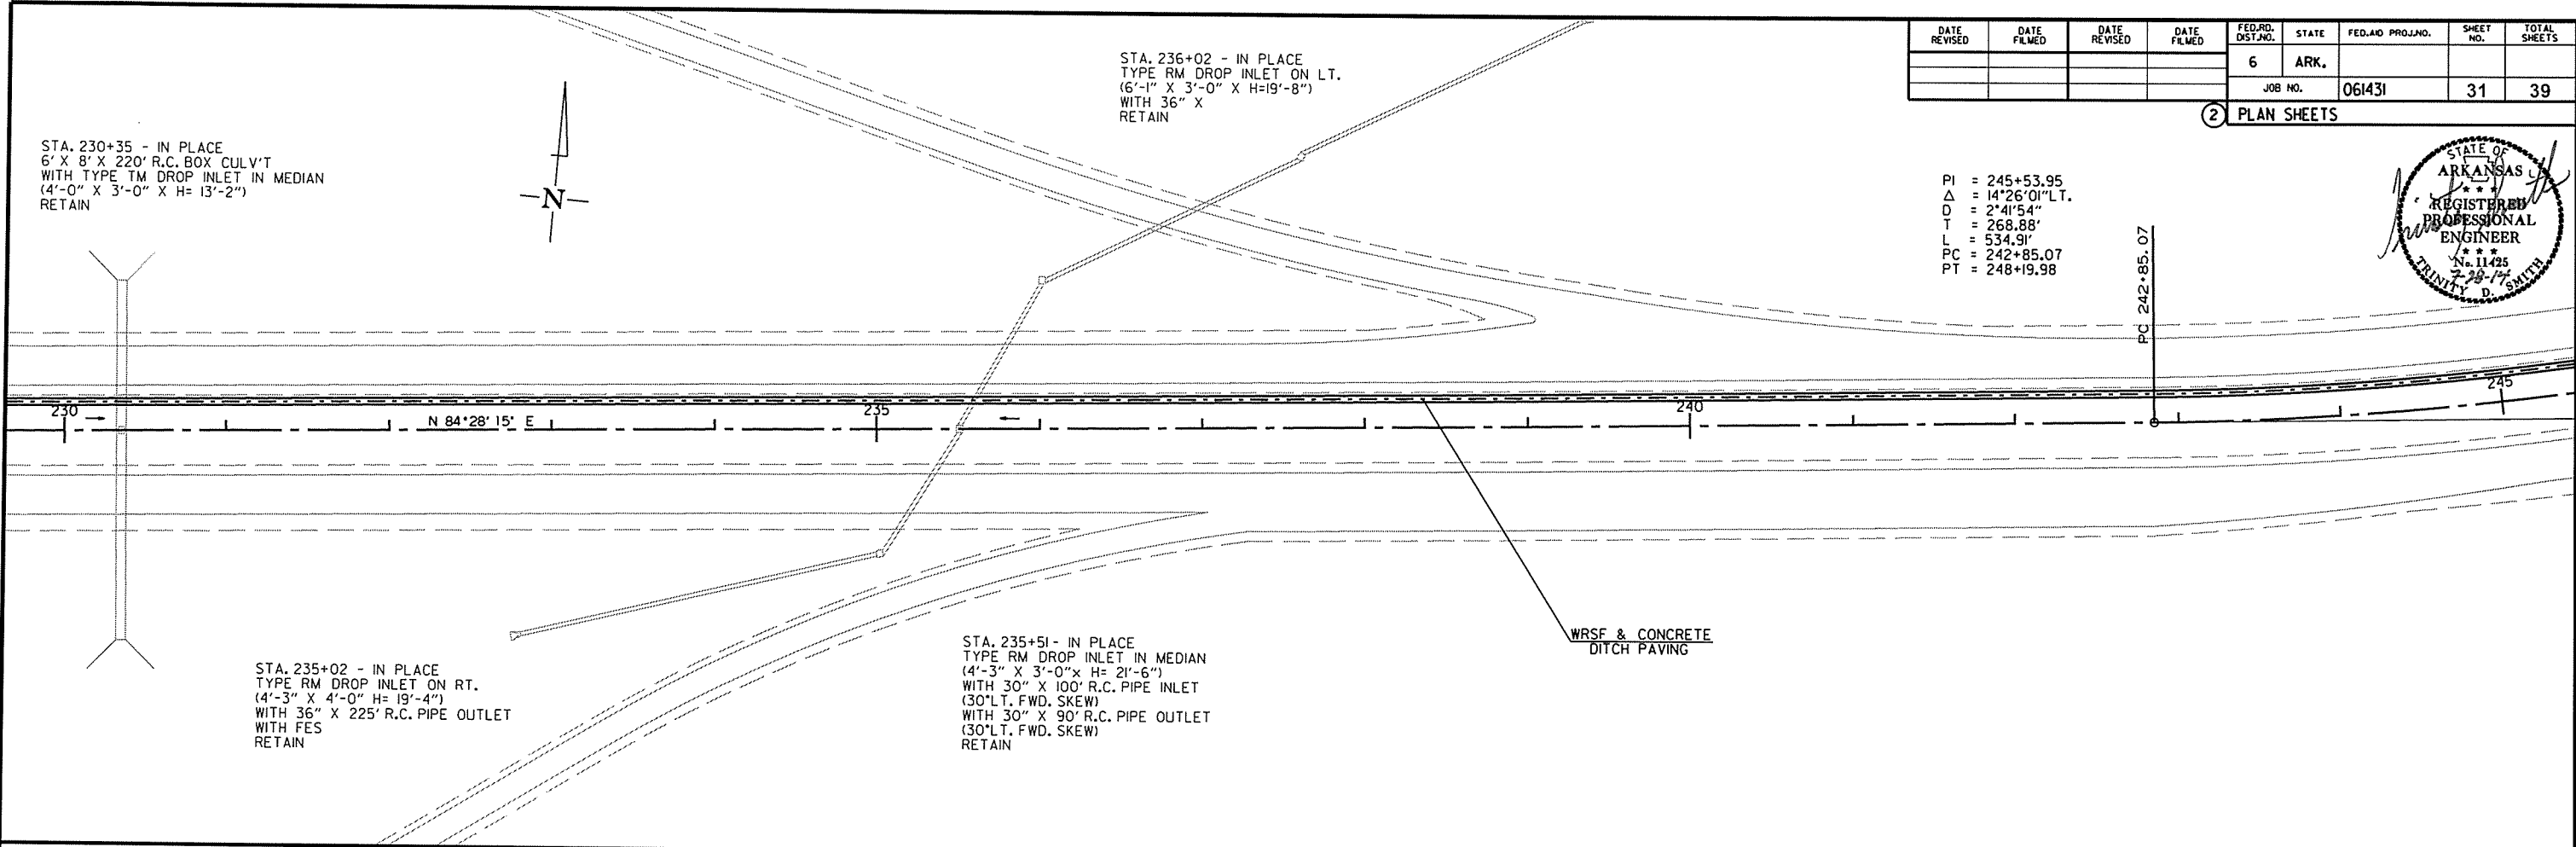 DATE REVISED
DATE FILMED
DATE REVISED
DATE FILMED
FED.RD. DIST.NO.
STATE
FED.AID PROJ.NO.
SHEET NO.
TOTAL SHEETS
6
ARK.
JOB NO.
061431
31
39
2 PLAN SHEETS
STA. 236+02 - IN PLACE
TYPE RM DROP INLET ON LT.
(6'-1" X 3'-0" X H=19'-8")
WITH 36" X
RETAIN
STA. 230+35 - IN PLACE
6' X 8' X 220' R.C. BOX CULV'T
WITH TYPE TM DROP INLET IN MEDIAN
(4'-0" X 3'-0" X H= 13'-2")
RETAIN
N
PI = 245+53.95
Δ = 14°26'01"LT.
D = 2°41'54"
T = 268.88'
L = 534.91'
PC = 242+85.07
PT = 248+19.98
STATE OF
ARKANSAS
★ ★ ★
REGISTERED
PROFESSIONAL
ENGINEER
★ ★ ★
No. 11425
TRINITY D. SMITH
PC 242+85.07
230
235
240
245
N 84°28'15" E
WRSF & CONCRETE
DITCH PAVING
STA. 235+02 - IN PLACE
TYPE RM DROP INLET ON RT.
(4'-3" X 4'-0" H= 19'-4")
WITH 36" X 225' R.C. PIPE OUTLET
WITH FES
RETAIN
STA. 235+51- IN PLACE
TYPE RM DROP INLET IN MEDIAN
(4'-3" X 3'-0"x H= 21'-6")
WITH 30" X 100' R.C. PIPE INLET
(30°LT. FWD. SKEW)
WITH 30" X 90' R.C. PIPE OUTLET
(30°LT. FWD. SKEW)
RETAIN